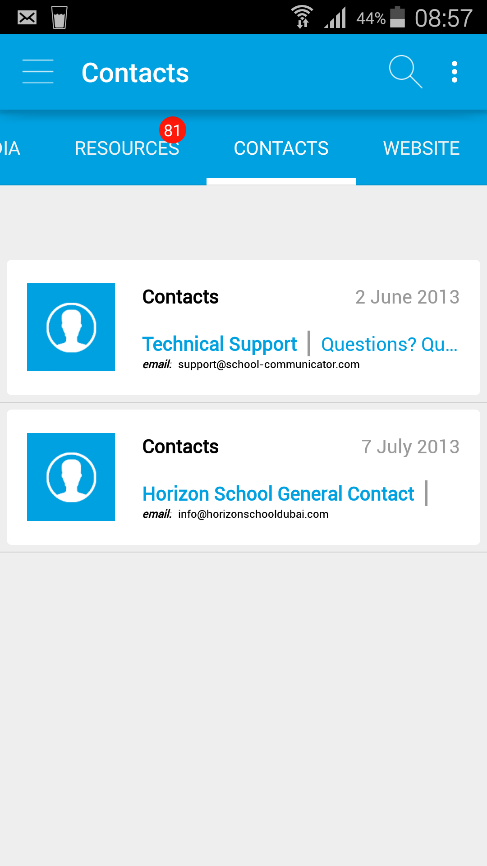 44% 08:57
Contacts
DIA RESOURCES 81 CONTACTS WEBSITE
Contacts 2 June 2013
Technical Support | Questions? Qu...
email. support@school-communicator.com
Contacts 7 July 2013
Horizon School General Contact |
email. info@horizonschooldubai.com